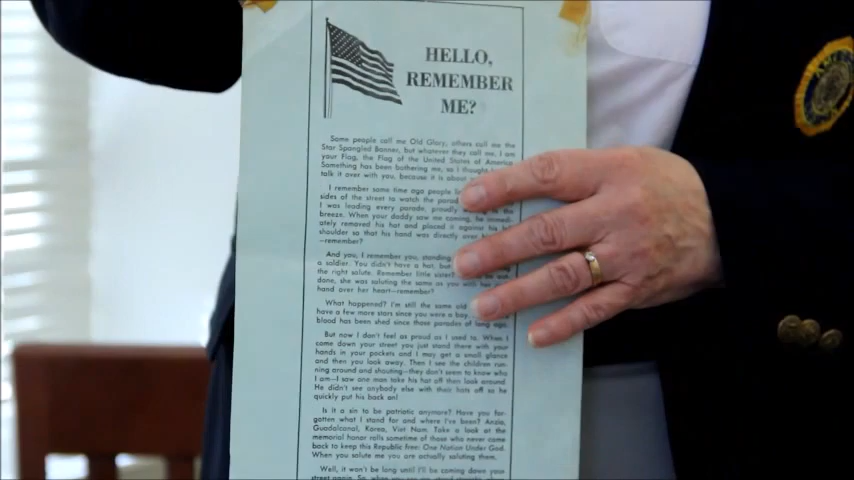 HELLO,
REMEMBER
ME?
Some people call me Old Glory, others call me the
Star Spangled Banner, but whatever they call me, I am
your Flag, the Flag of the United States of America
Something has been bothering me, so I thought
talk it over with you, because it is about
I remember some time ago people
sides of the street to watch the parade
I was leading every parade, proudly
breeze. When your daddy saw me coming, he immedi-
ately removed his hat and placed it against his
shoulder so that his hand was directly over his
—remember?
And you, I remember you, standing
a soldier. You didn't have a hat, but
the right salute. Remember little sister?
dane, she was saluting the same as you with her
hand over her heart—remember?
What happened? I'm still the same old
have a few more stars since you were a boy.
blood has been shed since those parades of long ago.
But now I don't feel as proud as I used to. When I
come down your street you just stand there with your
hands in your pockets and I may get a small glance
and then you look away. Then I see the children run-
ning around and shouting—they don't seem to know who
I am—I saw one man take his hat off then look around.
He didn't see anybody else with their hats off so he
quickly put his back on!
Is it a sin to be patriotic anymore? Have you for-
gotten what I stand for and where I've been? Anzio,
Guadalcanal, Korea, Viet Nam. Take a look at the
memorial honor rolls sometime of those who never came
back to keep this Republic free: One Nation Under God.
When you salute me you are actually saluting them.
Well, it won't be long until I'll be coming down your
street again. So, when you see me, stand